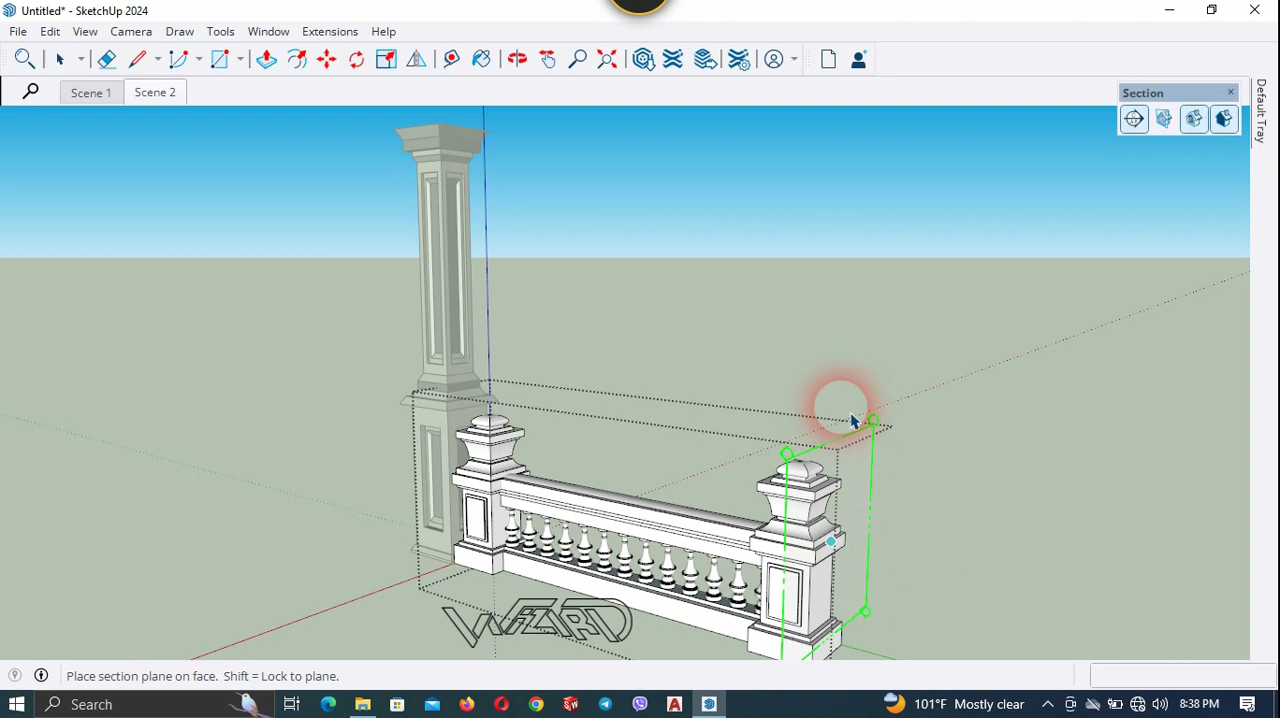 Untitled* - SketchUp 2024
File Edit View Camera Draw Tools Window Extensions Help
Scene 1 Scene 2
Section
Default Tray
WIZARD
Place section plane on face. Shift = Lock to plane.
Search
101°F Mostly clear
8:38 PM